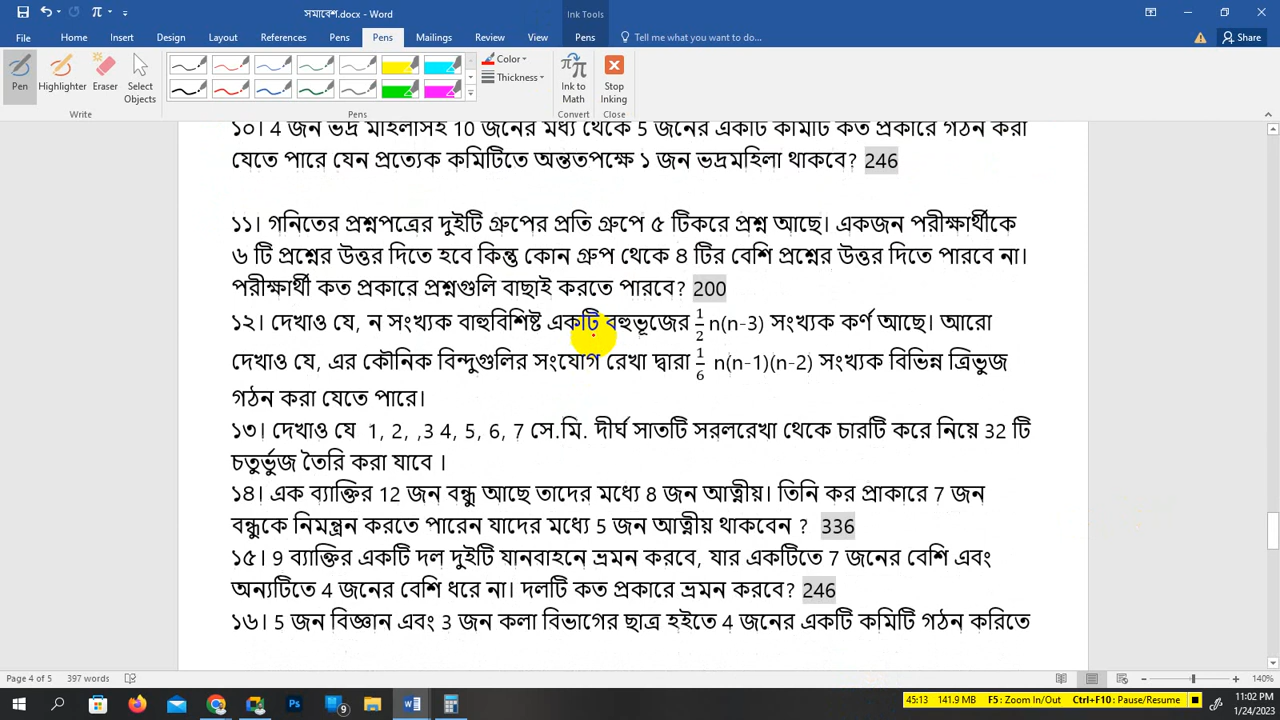 সমাবেশ.docx - Word
Ink Tools
File Home Insert Design Layout References Pens Pens Mailings Review View Pens Tell me what you want to do... Share
Pen Highlighter Eraser Select Objects
Color
Thickness
Ink to Math
Stop Inking
Write Pens Convert Close
১০। 4 জন ভদ্র মহিলাসহ 10 জনের মধ্য থেকে 5 জনের একটি কমিটি কত প্রকারে গঠন করা
যেতে পারে যেন প্রত্যেক কমিটিতে অন্ততপক্ষে ১ জন ভদ্রমহিলা থাকবে? 246
১১। গনিতের প্রশ্নপত্রের দুইটি গ্রুপের প্রতি গ্রুপে ৫ টিকরে প্রশ্ন আছে। একজন পরীক্ষার্থীকে
৬ টি প্রশ্নের উত্তর দিতে হবে কিন্তু কোন গ্রুপ থেকে ৪ টির বেশি প্রশ্নের উত্তর দিতে পারবে না।
পরীক্ষার্থী কত প্রকারে প্রশ্নগুলি বাছাই করতে পারবে? 200
১২। দেখাও যে, ন সংখ্যক বাহুবিশিষ্ট একটি বহুভূজের 1/2 n(n-3) সংখ্যক কর্ণ আছে। আরো
দেখাও যে, এর কৌনিক বিন্দুগুলির সংযোগ রেখা দ্বারা 1/6 n(n-1)(n-2) সংখ্যক বিভিন্ন ত্রিভুজ
গঠন করা যেতে পারে।
১৩। দেখাও যে 1, 2, ,3 4, 5, 6, 7 সে.মি. দীর্ঘ সাতটি সরলরেখা থেকে চারটি করে নিয়ে 32 টি
চতুর্ভুজ তৈরি করা যাবে ।
১৪। এক ব্যাক্তির 12 জন বন্ধু আছে তাদের মধ্যে 8 জন আত্নীয়। তিনি কর প্রাকারে 7 জন
বন্ধুকে নিমন্ত্রন করতে পারেন যাদের মধ্যে 5 জন আত্নীয় থাকবেন ? 336
১৫। 9 ব্যাক্তির একটি দল দুইটি যানবাহনে ভ্রমন করবে, যার একটিতে 7 জনের বেশি এবং
অন্যটিতে 4 জনের বেশি ধরে না। দলটি কত প্রকারে ভ্রমন করবে? 246
১৬। 5 জন বিজ্ঞান এবং 3 জন কলা বিভাগের ছাত্র হইতে 4 জনের একটি কমিটি গঠন করিতে
Page 4 of 5 397 words 140%
45:13 141.9 MB F5: Zoom In/Out Ctrl+F10: Pause/Resume
11:02 PM
1/24/2023